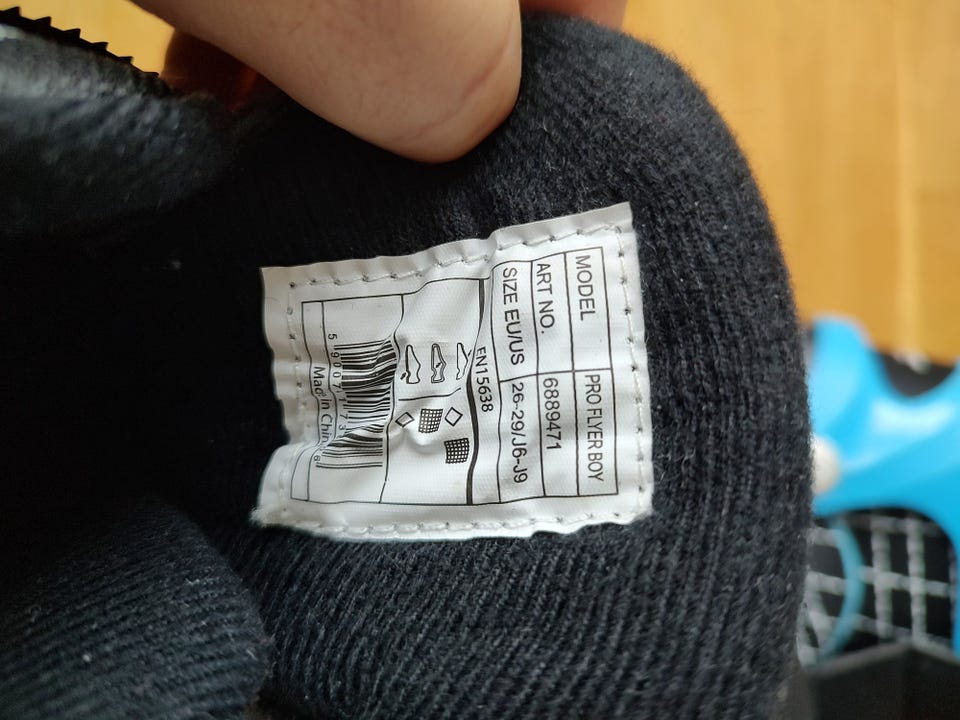 MODEL PRO FLYER BOY
ART NO. 6889471
SIZE EU/US 26-29/J6-J9
EN15638
Made in China